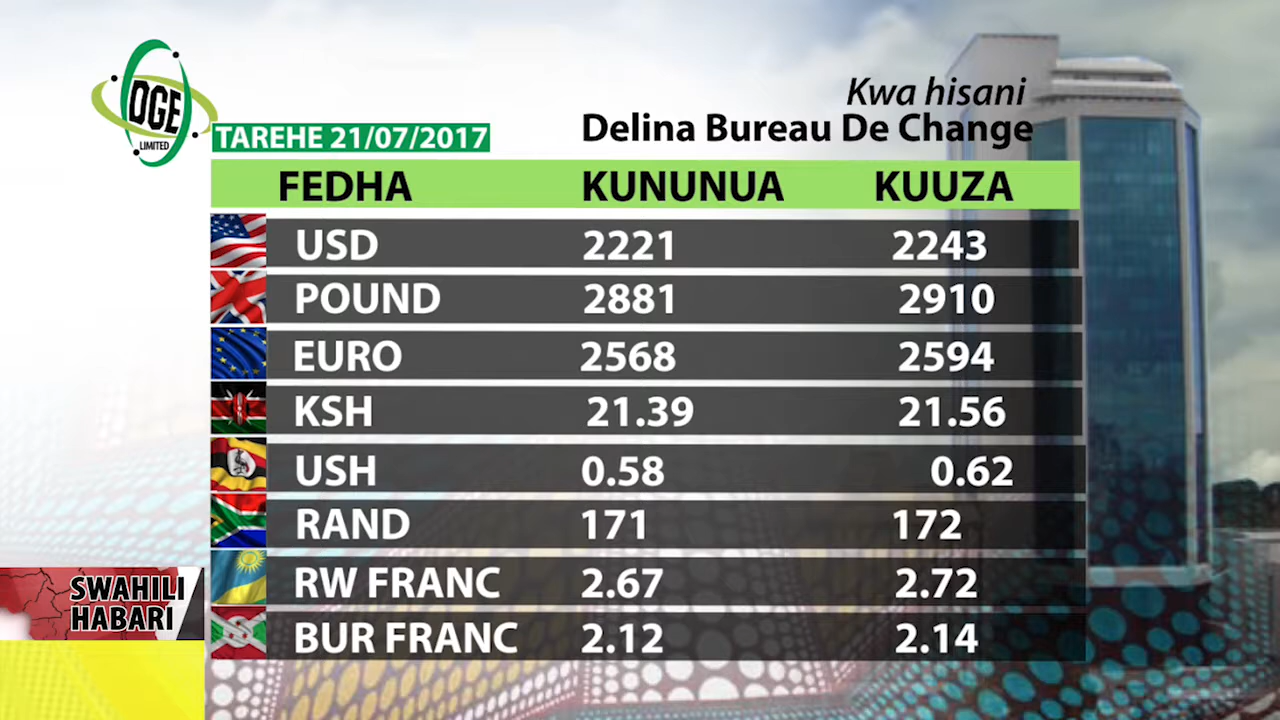 DGE
LIMITED
Kwa hisani
Delina Bureau De Change
TAREHE 21/07/2017
FEDHA KUNUNUA KUUZA
USD 2221 2243
POUND 2881 2910
EURO 2568 2594
KSH 21.39 21.56
USH 0.58 0.62
RAND 171 172
RW FRANC 2.67 2.72
BUR FRANC 2.12 2.14
SWAHILI
HABARI